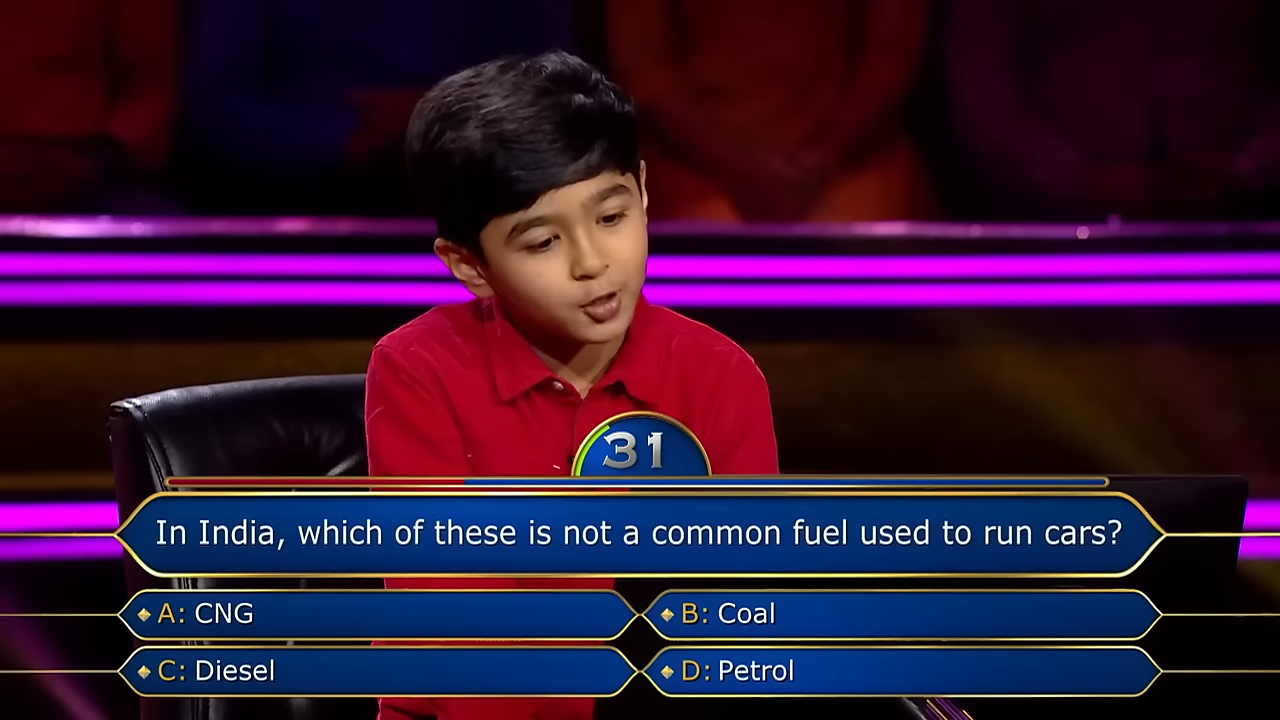 31
In India, which of these is not a common fuel used to run cars?
A: CNG
B: Coal
C: Diesel
D: Petrol